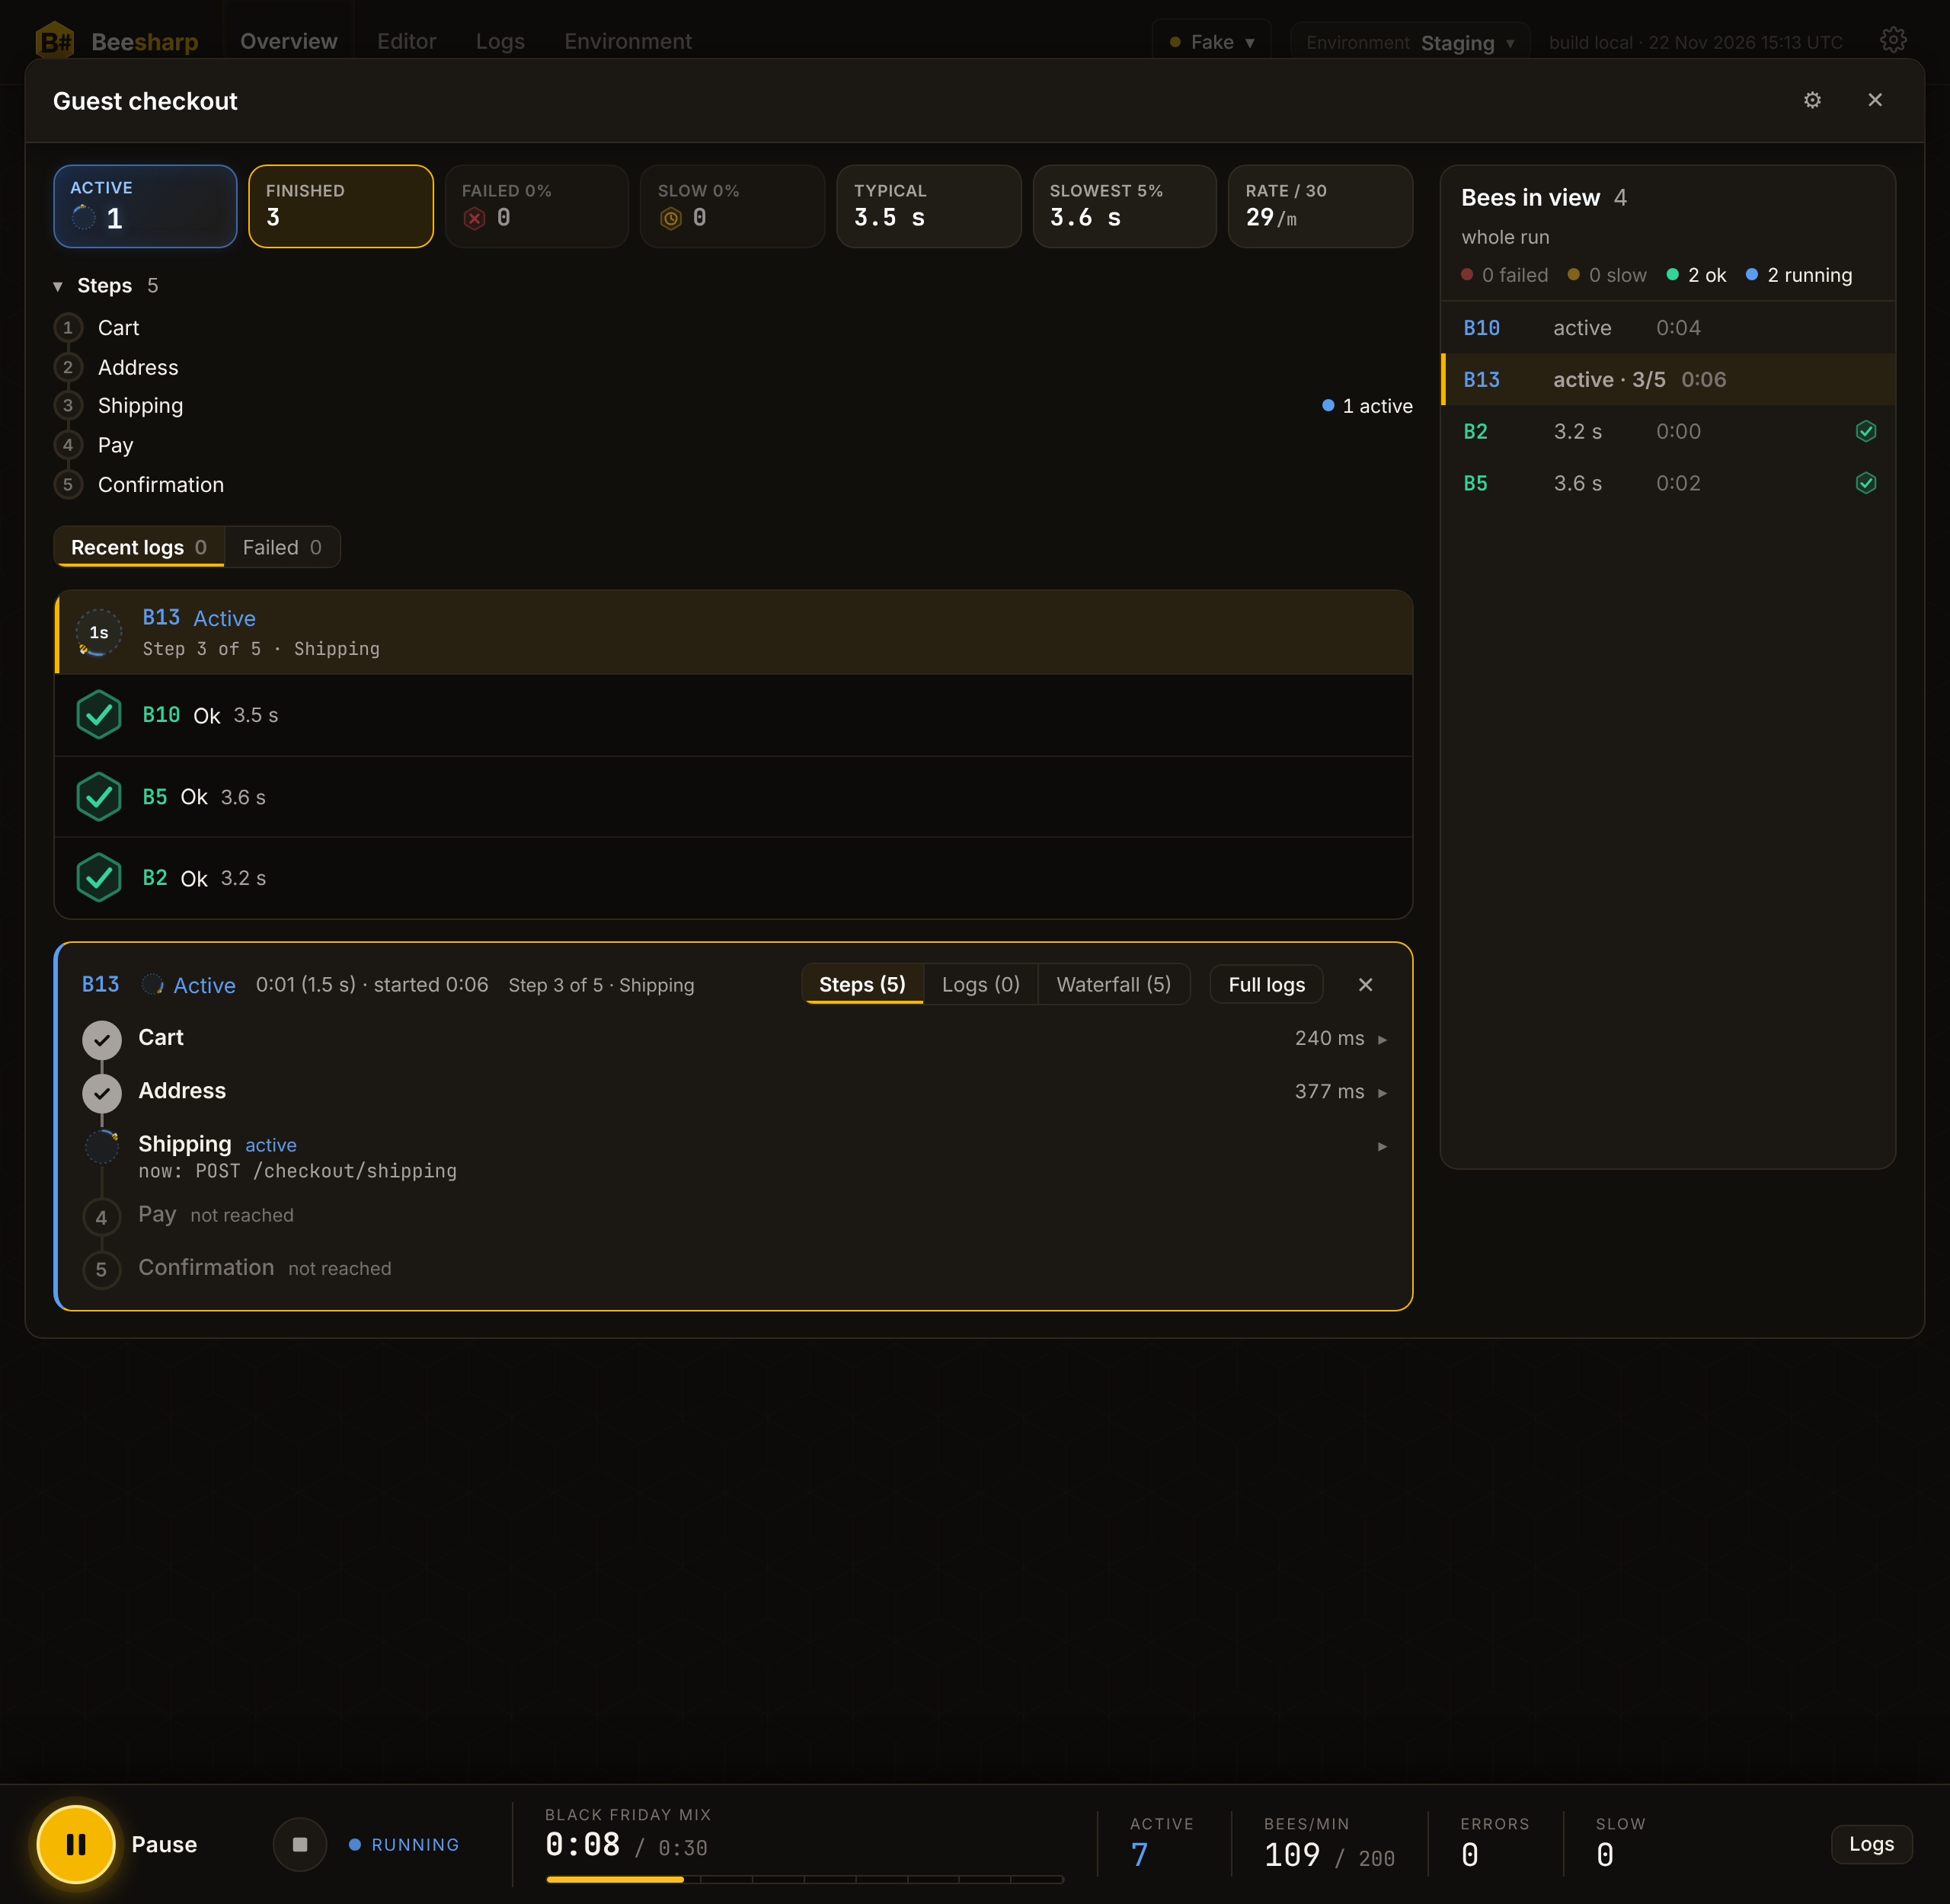 B# Beesharp Overview Editor Logs Environment Fake ▾ Environment Staging ▾ build local · 22 Nov 2026 15:13 UTC
Guest checkout
ACTIVE
1
FINISHED
3
FAILED 0%
0
SLOW 0%
0
TYPICAL
3.5 s
SLOWEST 5%
3.6 s
RATE / 30
29/m
▾ Steps 5
1 Cart
2 Address
3 Shipping 1 active
4 Pay
5 Confirmation
Recent logs 0 Failed 0
1s B13 Active
Step 3 of 5 · Shipping
B10 Ok 3.5 s
B5 Ok 3.6 s
B2 Ok 3.2 s
B13 Active 0:01 (1.5 s) · started 0:06 Step 3 of 5 · Shipping Steps (5) Logs (0) Waterfall (5) Full logs
Cart 240 ms
Address 377 ms
Shipping active
now: POST /checkout/shipping
4 Pay not reached
5 Confirmation not reached
Bees in view 4
whole run
0 failed 0 slow 2 ok 2 running
B10 active 0:04
B13 active · 3/5 0:06
B2 3.2 s 0:00
B5 3.6 s 0:02
Pause RUNNING
BLACK FRIDAY MIX
0:08 / 0:30
ACTIVE
7
BEES/MIN
109 / 200
ERRORS
0
SLOW
0
Logs